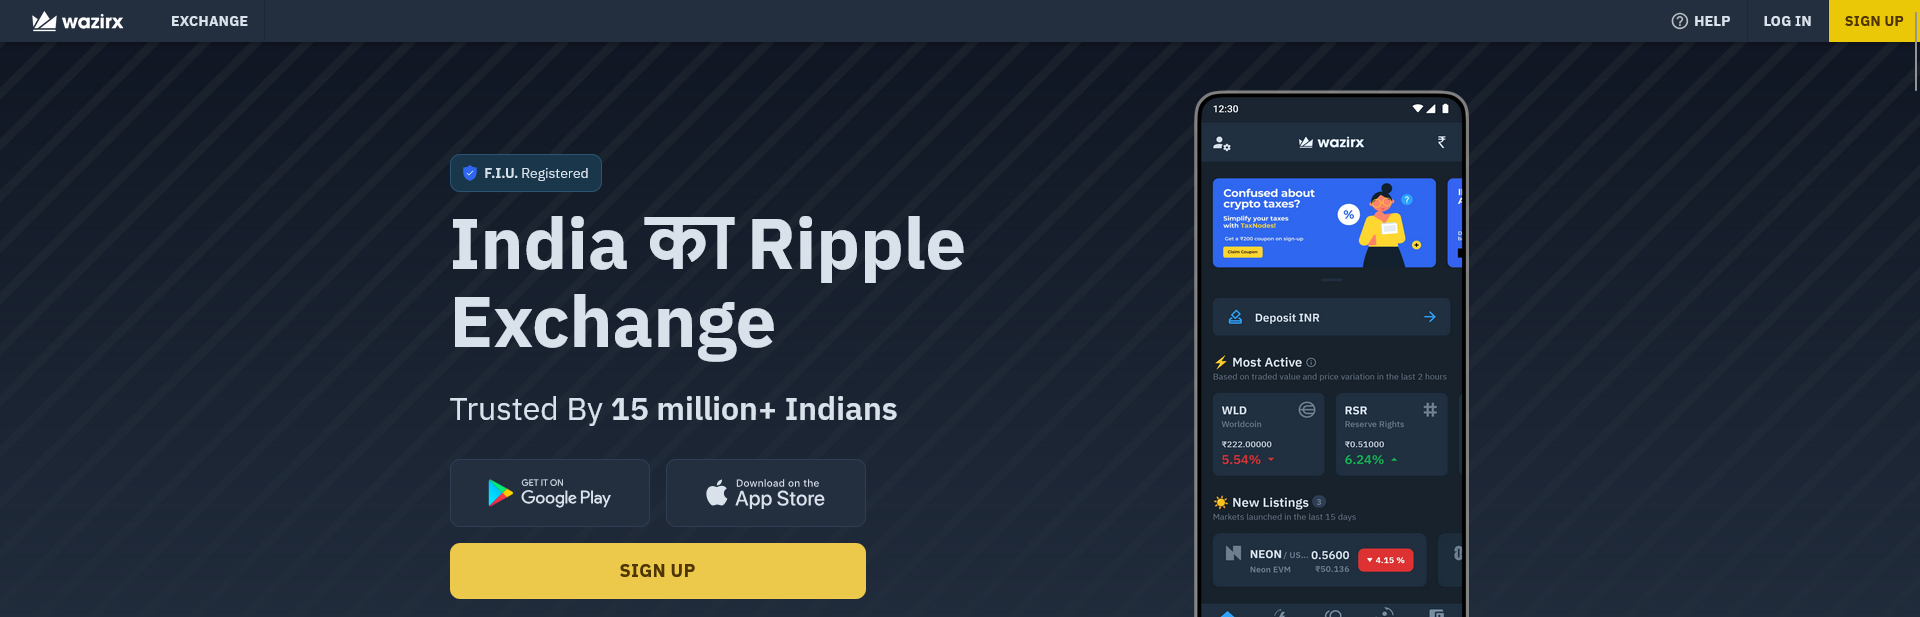 wazirx
EXCHANGE
HELP
LOG IN
SIGN UP
F.I.U. Registered
India का Ripple
Exchange
Trusted By 15 million+ Indians
GET IT ON
Google Play
Download on the
App Store
SIGN UP
12:30
wazirx
₹
Confused about
crypto taxes?
Simplify your taxes
with TaxNodes!
Get a ₹200 coupon on sign-up
Claim Coupon
%
?
Deposit INR
Most Active
Based on traded value and price variation in the last 2 hours
WLD
Worldcoin
₹222.00000
5.54%
RSR
Reserve Rights
₹0.51000
6.24%
New Listings 3
Markets launched in the last 15 days
NEON / US... 0.5600
Neon EVM ₹50.136
4.15 %